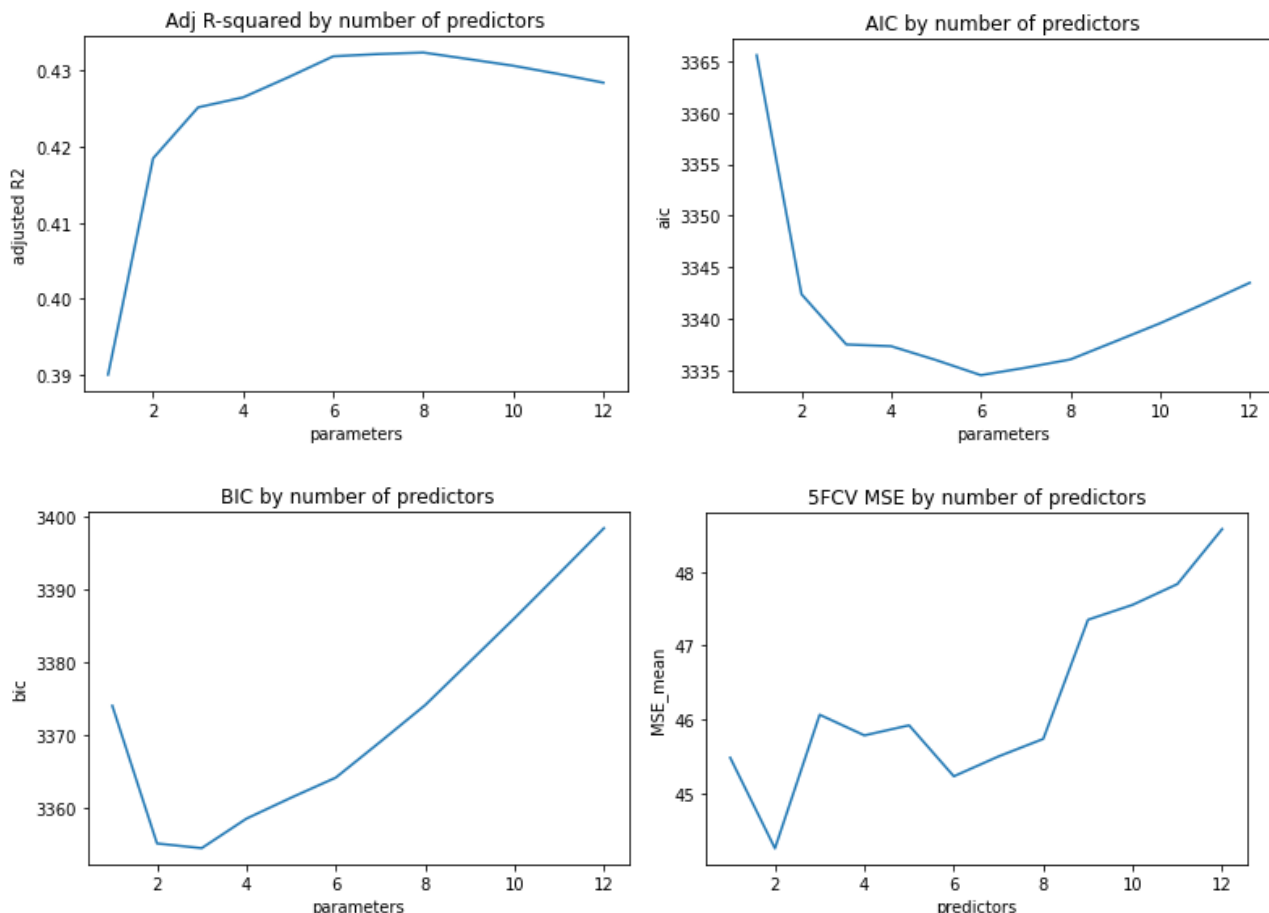 Adj R-squared by number of predictors
0.43
0.42
0.41
0.40
0.39
adjusted R2
2 4 6 8 10 12
parameters
AIC by number of predictors
3365
3360
3355
3350
3345
3340
3335
aic
2 4 6 8 10 12
parameters
BIC by number of predictors
3400
3390
3380
3370
3360
bic
2 4 6 8 10 12
parameters
5FCV MSE by number of predictors
48
47
46
45
MSE_mean
2 4 6 8 10 12
predictors